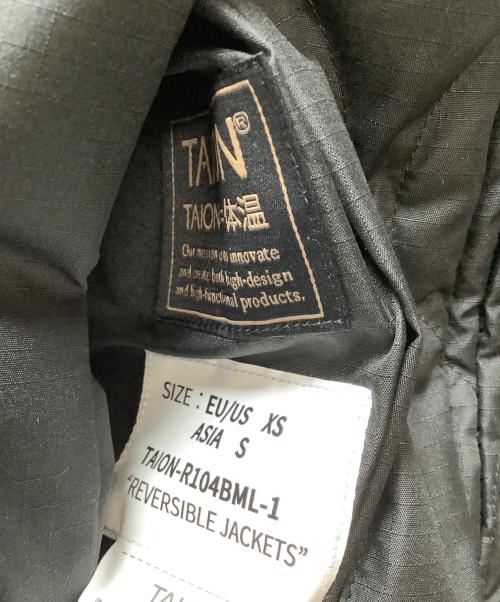 TAION®
TAION=体温
Our mission is to innovate
and create both high-design
and high-functional products.
SIZE : EU/US XS
ASIA S
TAION-R104BML-1
"REVERSIBLE JACKETS"